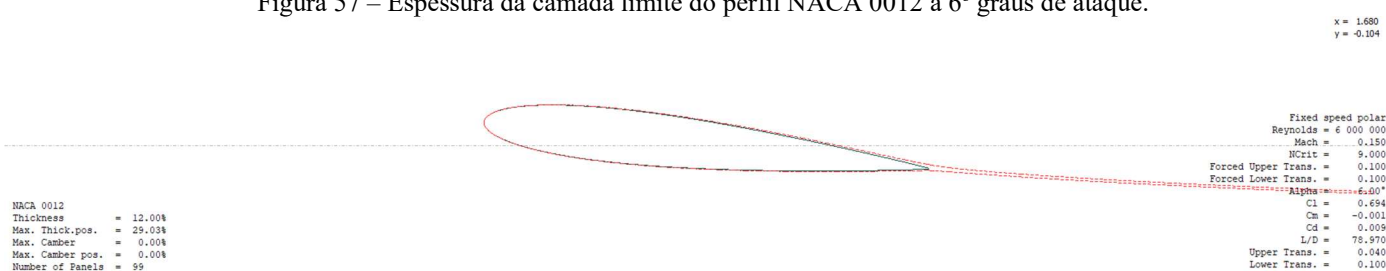 Figura 57 – Espessura da camada limite do perfil NACA 0012 a 6° graus de ataque.
x = 1.680
y = -0.104
Fixed speed polar
Reynolds = 6 000 000
Mach = 0.150
NCrit = 9.000
Forced Upper Trans. = 0.100
Forced Lower Trans. = 0.100
Alpha = 6.00°
Cl = 0.694
Cm = -0.001
Cd = 0.009
L/D = 78.970
Upper Trans. = 0.040
Lower Trans. = 0.100
NACA 0012
Thickness = 12.00%
Max. Thick.pos. = 29.03%
Max. Camber = 0.00%
Max. Camber pos. = 0.00%
Number of Panels = 99